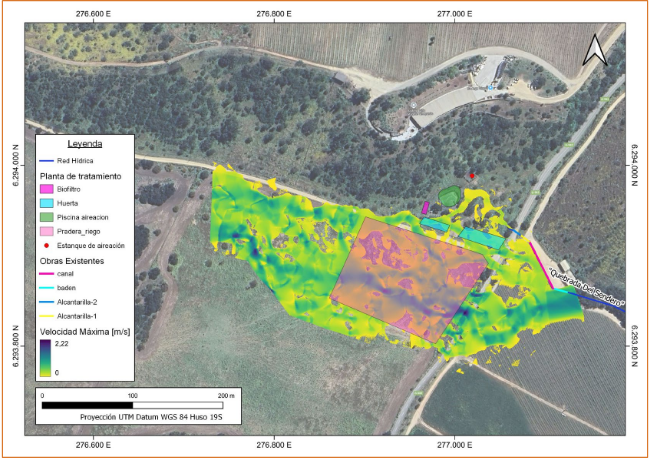 276.600 E
276.800 E
277.000 E
6.294.000 N
6.294.000 N
Leyenda
Red Hídrica
Planta de tratamiento
Biofiltro
Huerta
Piscina aireacion
Pradera_riego
Estanque de aireación
Obras Existentes
canal
baden
Alcantarilla-2
Alcantarilla-1
Velocidad Máxima [m/s]
2,22
0
"Quebrada Del Sendero"
6.293.800 N
6.293.800 N
0
100
200 m
Proyección UTM Datum WGS 84 Huso 19S
276.600 E
276.800 E
277.000 E